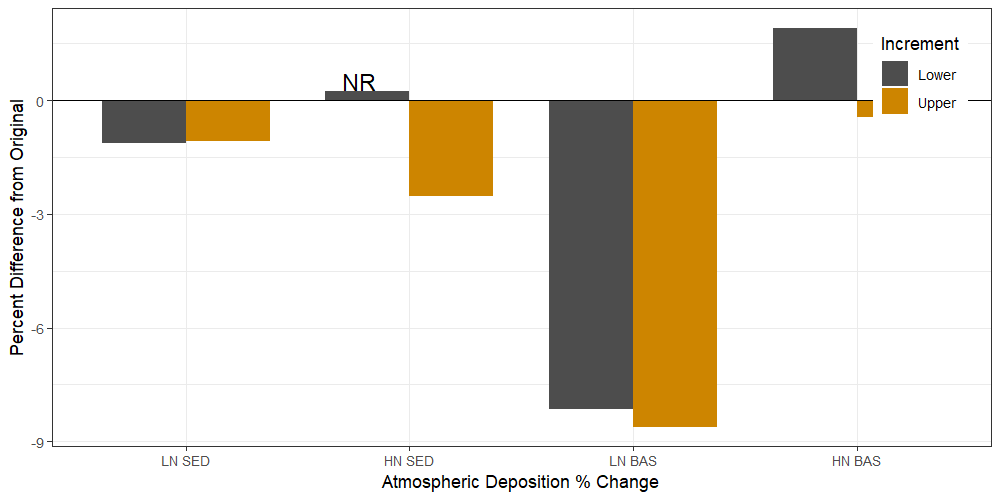 Percent Difference from Original
0
-3
-6
-9
NR
Increment
Lower
Upper
LN SED
HN SED
LN BAS
HN BAS
Atmospheric Deposition % Change